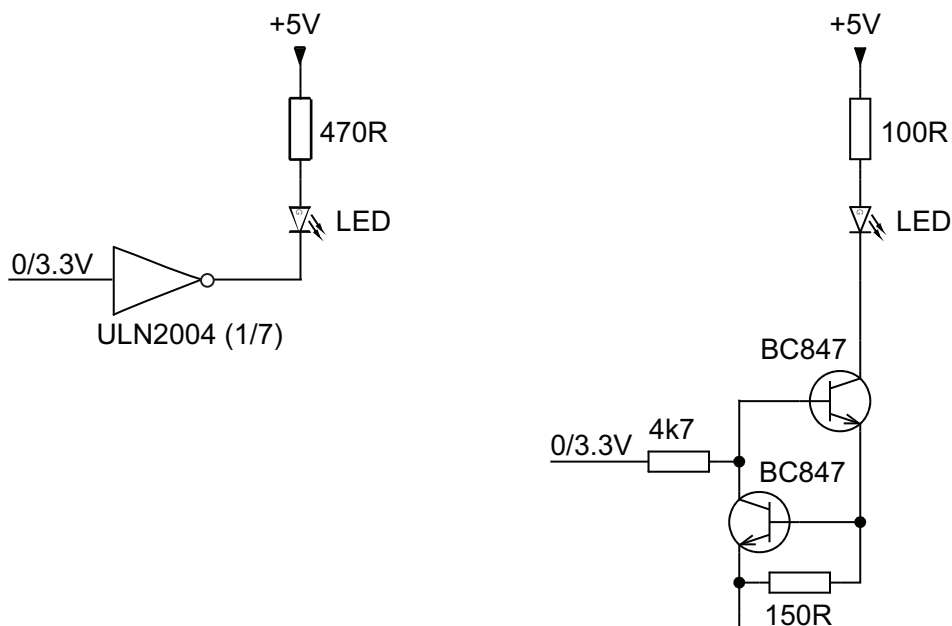 +5V
470R
LED
0/3.3V
ULN2004 (1/7)
+5V
100R
LED
BC847
0/3.3V
4k7
BC847
150R
G
G